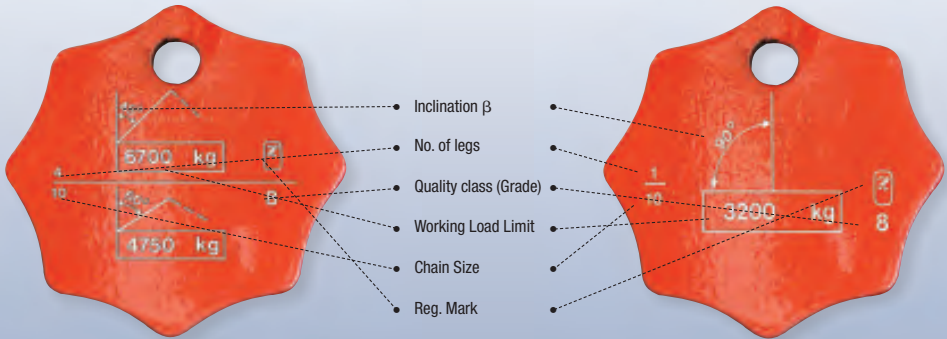 6700 kg
4
10
8
4750 kg
Inclination β
No. of legs
Quality class (Grade)
Working Load Limit
Chain Size
Reg. Mark
90°
1
10
3200 kg
8